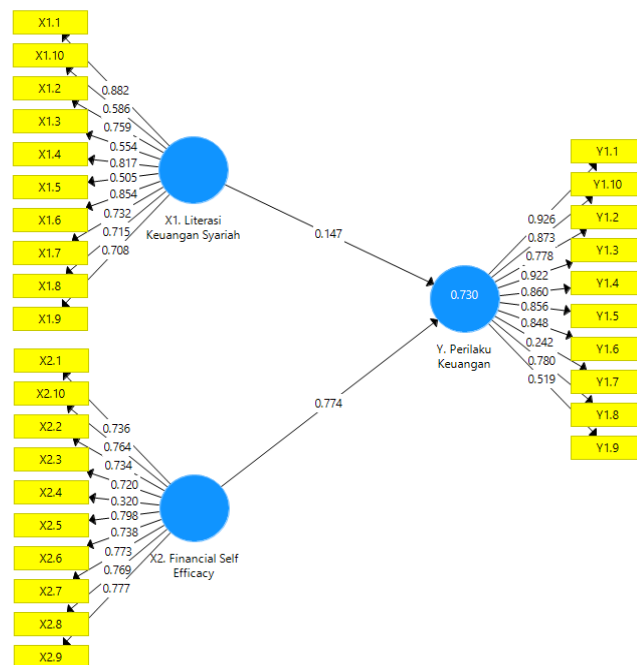 X1.1
X1.10
X1.2
X1.3
X1.4
X1.5
X1.6
X1.7
X1.8
X1.9
0.882
0.586
0.759
0.554
0.817
0.505
0.854
0.732
0.715
0.708
X1. Literasi
Keuangan Syariah
0.147
X2.1
X2.10
X2.2
X2.3
X2.4
X2.5
X2.6
X2.7
X2.8
X2.9
0.736
0.764
0.734
0.720
0.320
0.798
0.738
0.773
0.769
0.777
X2. Financial Self
Efficacy
0.774
0.730
Y. Perilaku
Keuangan
0.926
0.873
0.778
0.922
0.860
0.856
0.848
0.242
0.780
0.519
Y1.1
Y1.10
Y1.2
Y1.3
Y1.4
Y1.5
Y1.6
Y1.7
Y1.8
Y1.9